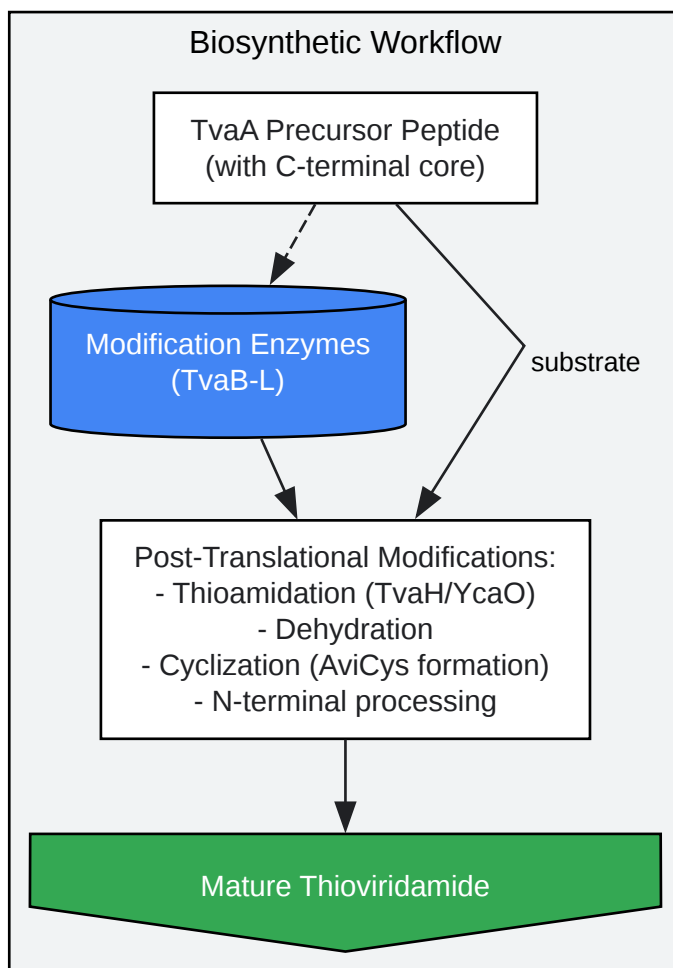 Biosynthetic Workflow
TvaA Precursor Peptide
(with C-terminal core)
Modification Enzymes
(TvaB-L)
substrate
Post-Translational Modifications:
- Thioamidation (TvaH/YcaO)
- Dehydration
- Cyclization (AviCys formation)
- N-terminal processing
Mature Thioviridamide